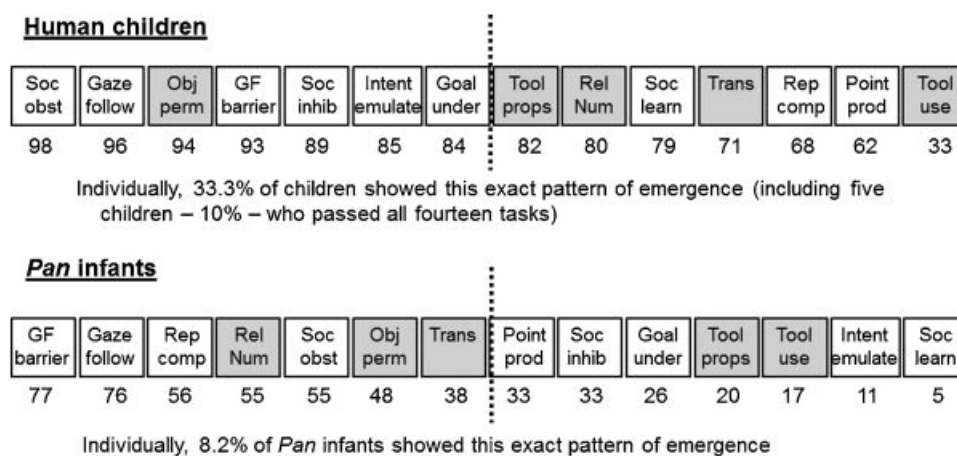 Human children
Soc Gaze Obj GF Soc Intent Goal Tool Rel Soc Trans Rep Point Tool
obst follow perm barrier inhib emulate under props Num learn comp prod use
98 96 94 93 89 85 84 82 80 79 71 68 62 33
Individually, 33.3% of children showed this exact pattern of emergence (including five
children – 10% – who passed all fourteen tasks)
Pan infants
GF Gaze Rep Rel Soc Obj Trans Point Soc Goal Tool Tool Intent Soc
barrier follow comp Num obst perm prod inhib under props use emulate learn
77 76 56 55 55 48 38 33 33 26 20 17 11 5
Individually, 8.2% of Pan infants showed this exact pattern of emergence